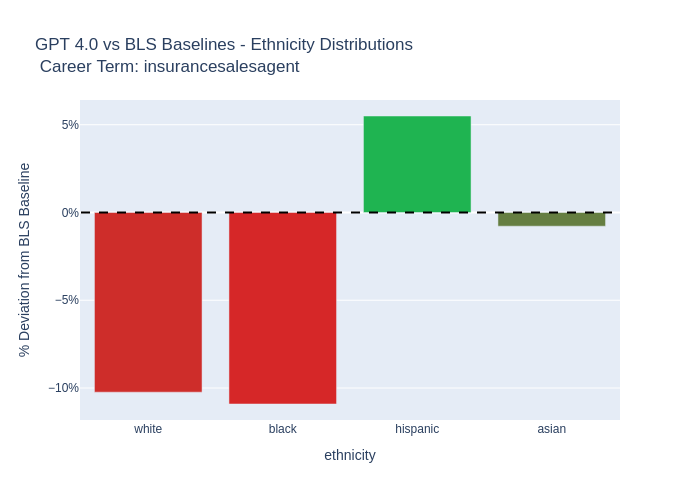 GPT 4.0 vs BLS Baselines - Ethnicity Distributions
Career Term: insurancesalesagent
% Deviation from BLS Baseline
5%
0%
−5%
−10%
white black hispanic asian
ethnicity